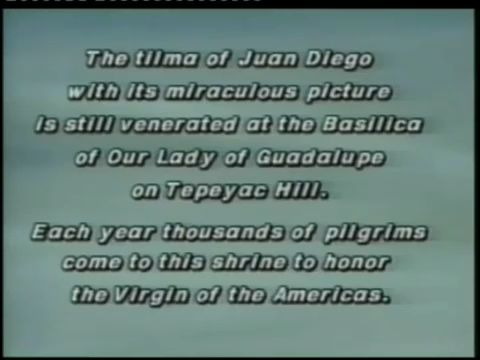 The tilma of Juan Diego
with its miraculous picture
is still venerated at the Basilica
of Our Lady of Guadalupe
on Tepeyac Hill.
Each year thousands of pilgrims
come to this shrine to honor
the Virgin of the Americas.